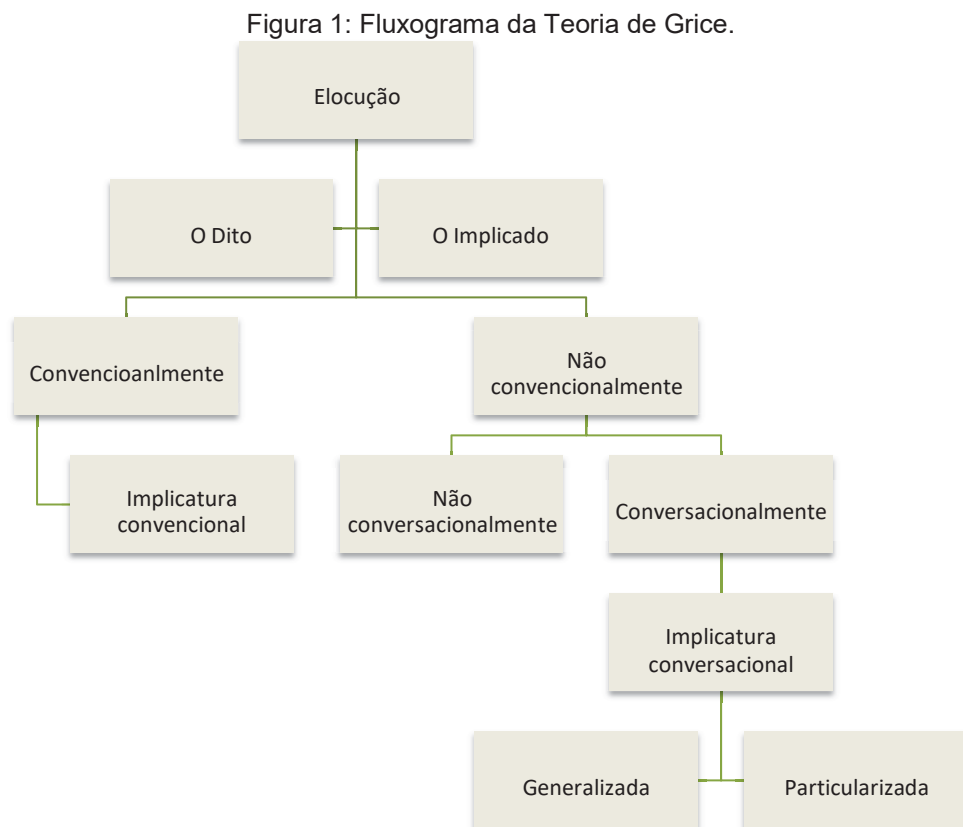 Figura 1: Fluxograma da Teoria de Grice.
Elocução
O Dito
O Implicado
Convencioanlmente
Não
convencionalmente
Implicatura
convencional
Não
conversacionalmente
Conversacionalmente
Implicatura
conversacional
Generalizada
Particularizada